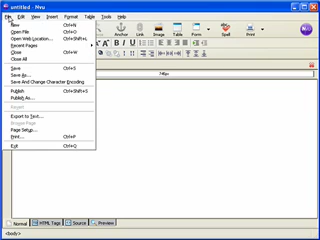 untitled - Nvu
File Edit View Insert Format Table Tools Help
New Ctrl+N
Open File Ctrl+O
Open Web Location... Ctrl+Shift+L
Recent Pages
Close Ctrl+W
Close All
Save Ctrl+S
Save As...
Save And Change Character Encoding
Publish Ctrl+Shift+S
Publish As...
Revert
Export to Text...
Browse Page
Page Setup...
Print... Ctrl+P
Exit Ctrl+Q
Anchor Link Image Table Form
B I U
Normal HTML Tags Source Preview
<body>